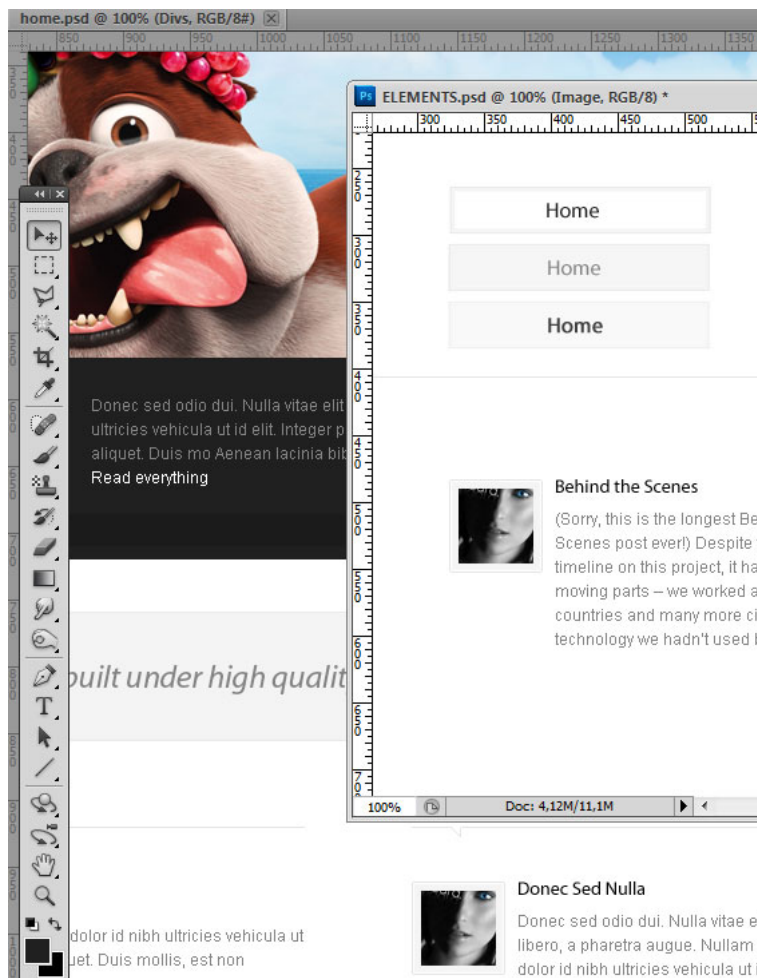 home.psd @ 100% (Divs, RGB/8#)
850 900 950 1000 1050 1100 1150 1200 1250 1300 1350
Ps ELEMENTS.psd @ 100% (Image, RGB/8) *
300 350 400 450 500
Home
Home
Home
Donec sed odio dui. Nulla vitae elit
ultricies vehicula ut id elit. Integer p
aliquet. Duis mo Aenean lacinia bib
Read everything
Behind the Scenes
(Sorry, this is the longest Be
Scenes post ever!) Despite
timeline on this project, it ha
moving parts – we worked a
countries and many more ci
technology we hadn't used
built under high qualit
T
100%
Doc: 4,12M/11,1M
Donec Sed Nulla
Donec sed odio dui. Nulla vitae e
libero, a pharetra augue. Nullam
dolor id nibh ultricies vehicula ut
dolor id nibh ultricies vehicula ut
uet. Duis mollis, est non